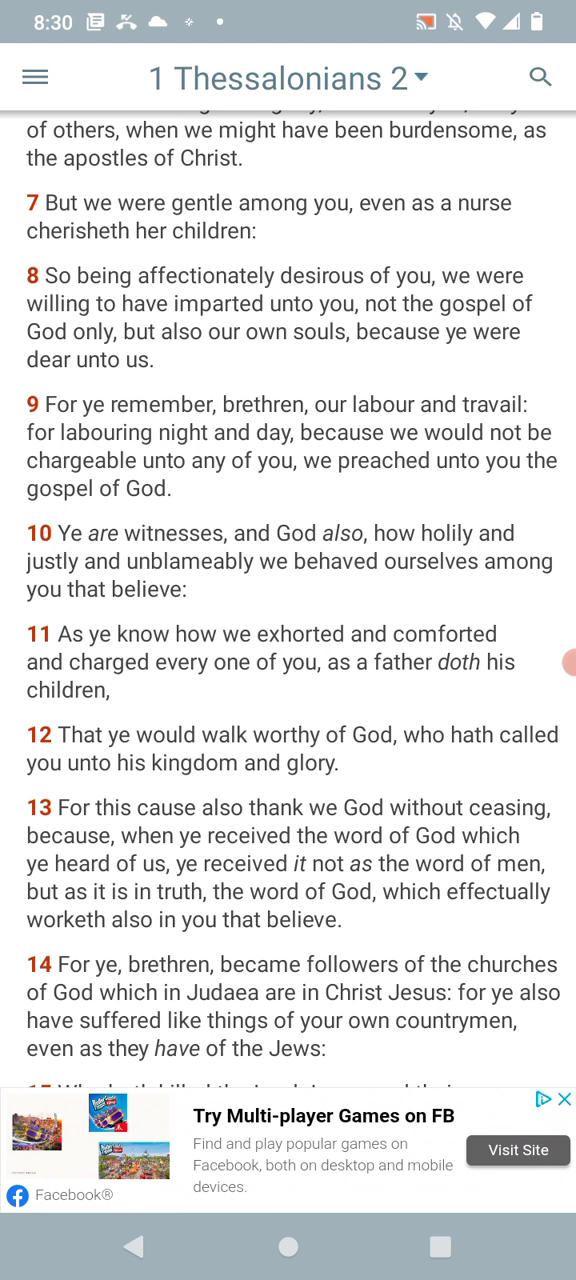 8:30
1 Thessalonians 2
of others, when we might have been burdensome, as
the apostles of Christ.
7 But we were gentle among you, even as a nurse
cherisheth her children:
8 So being affectionately desirous of you, we were
willing to have imparted unto you, not the gospel of
God only, but also our own souls, because ye were
dear unto us.
9 For ye remember, brethren, our labour and travail:
for labouring night and day, because we would not be
chargeable unto any of you, we preached unto you the
gospel of God.
10 Ye are witnesses, and God also, how holily and
justly and unblameably we behaved ourselves among
you that believe:
11 As ye know how we exhorted and comforted
and charged every one of you, as a father doth his
children,
12 That ye would walk worthy of God, who hath called
you unto his kingdom and glory.
13 For this cause also thank we God without ceasing,
because, when ye received the word of God which
ye heard of us, ye received it not as the word of men,
but as it is in truth, the word of God, which effectually
worketh also in you that believe.
14 For ye, brethren, became followers of the churches
of God which in Judaea are in Christ Jesus: for ye also
have suffered like things of your own countrymen,
even as they have of the Jews:
Try Multi-player Games on FB
Find and play popular games on
Facebook, both on desktop and mobile
devices.
Visit Site
Facebook®